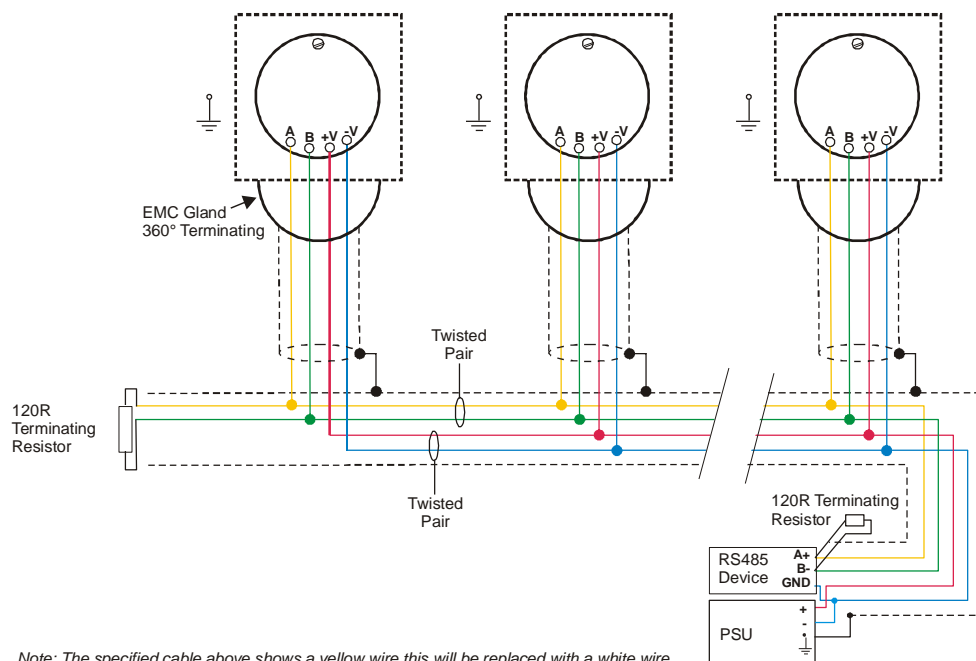 A B +V -V
A B +V -V
A B +V -V
EMC Gland
360° Terminating
Twisted
Pair
120R
Terminating
Resistor
Twisted
Pair
120R Terminating
Resistor
RS485
Device
A+
B-
GND
PSU
+
-
Note: The specified cable above shows a yellow wire this will be replaced with a white wire